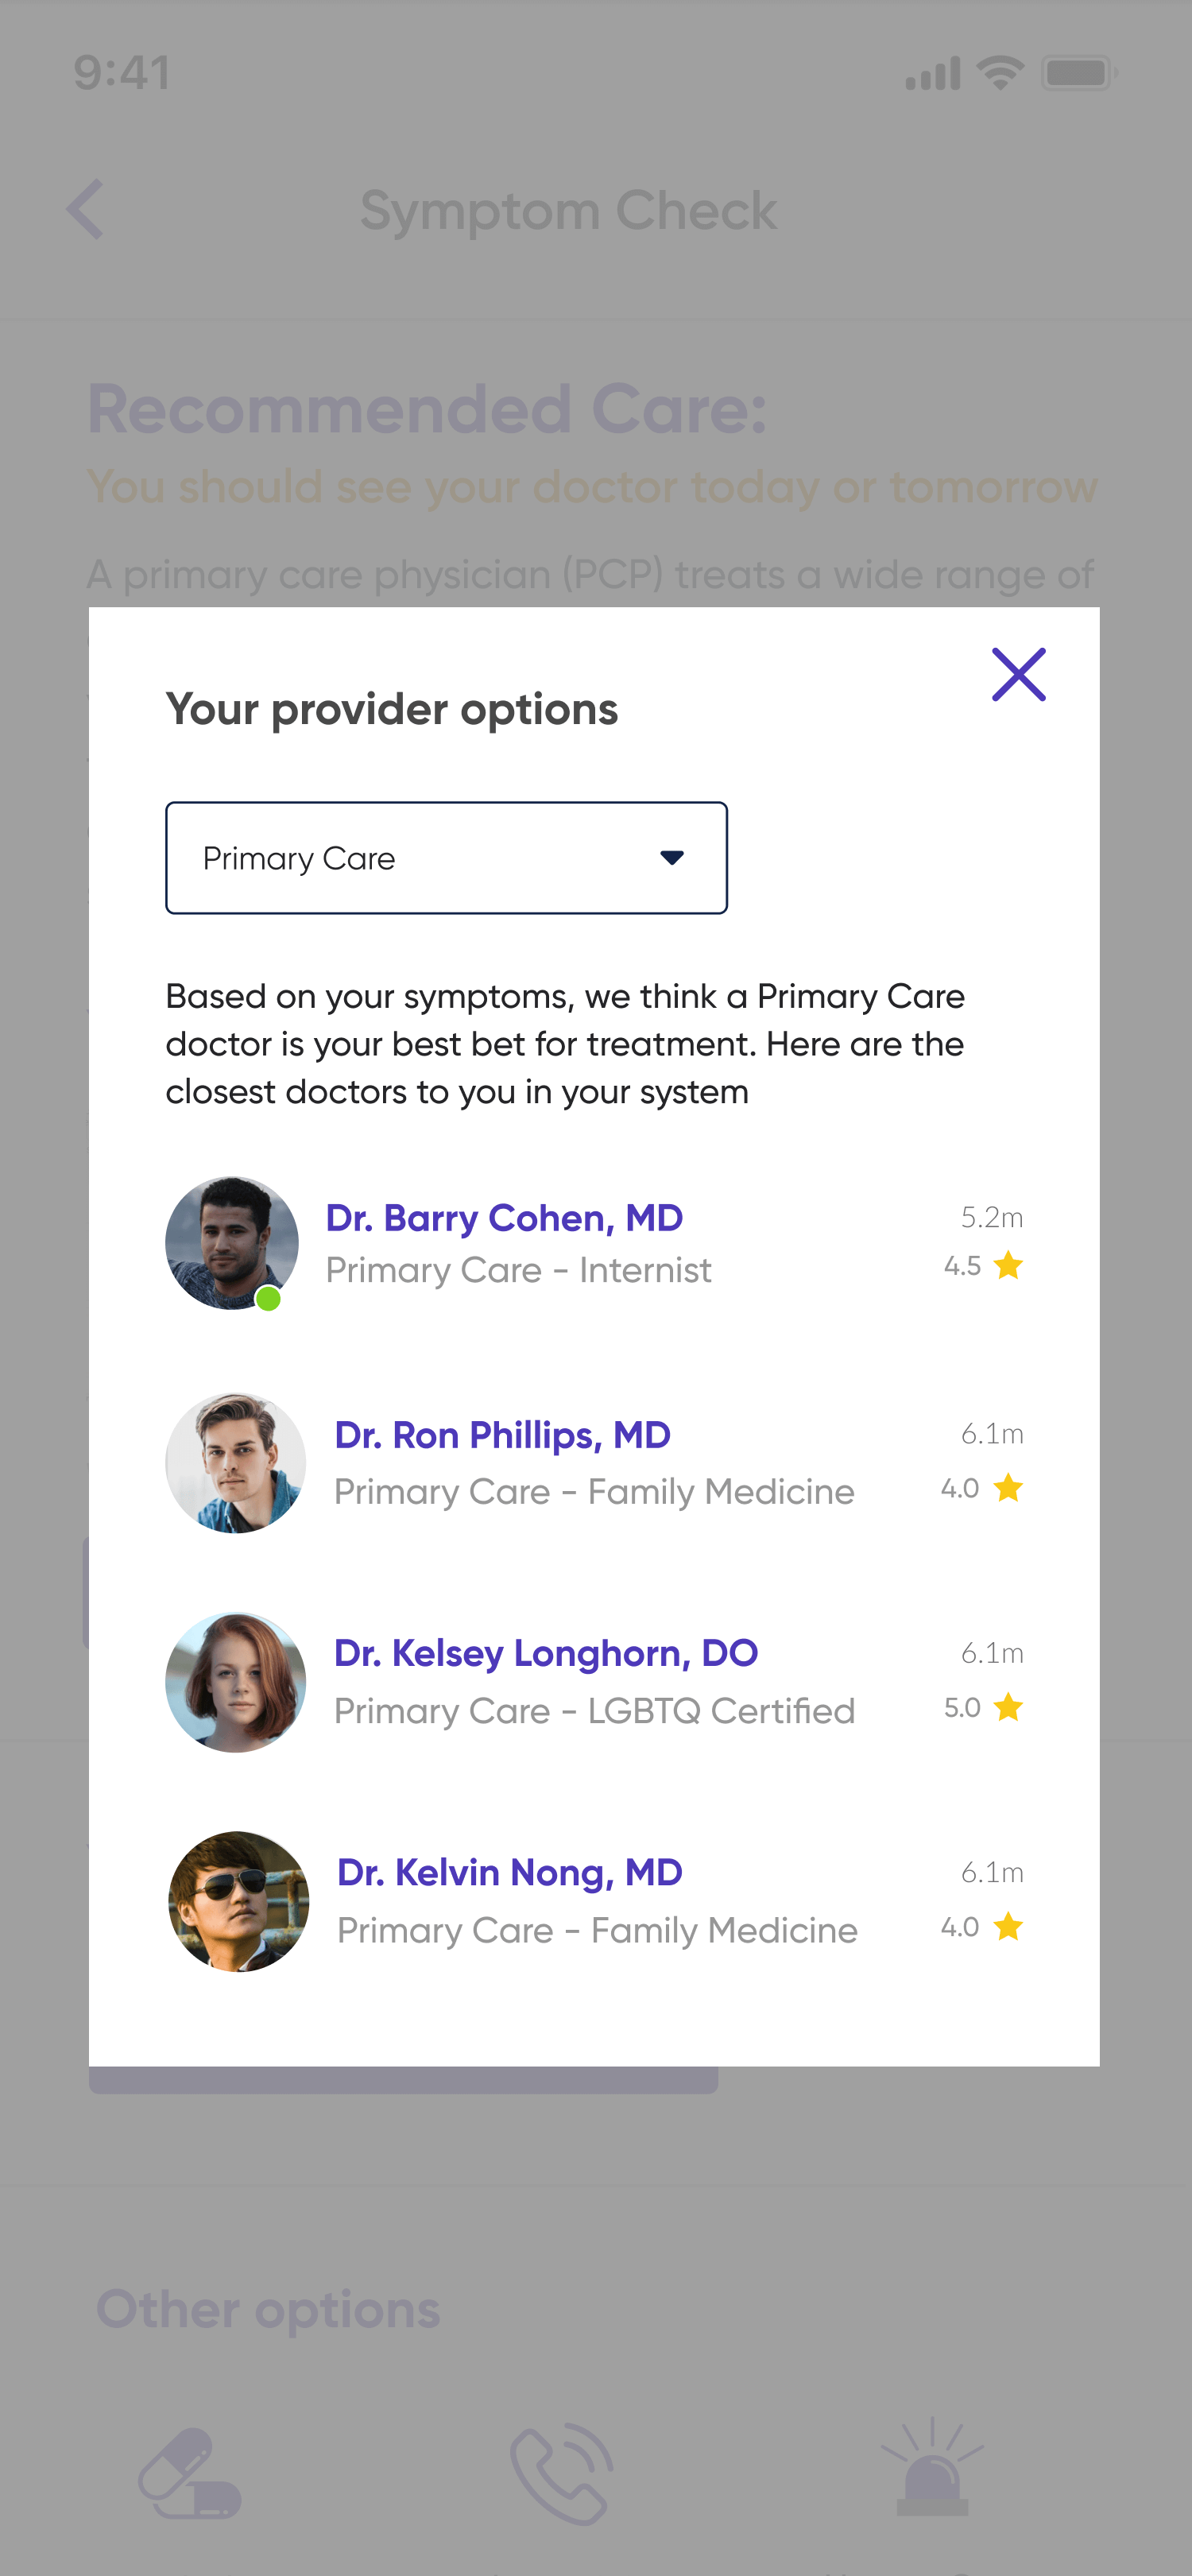 9:41
Symptom Check
Recommended Care:
You should see your doctor today or tomorrow
A primary care physician (PCP) treats a wide range of
Your provider options
Primary Care
Based on your symptoms, we think a Primary Care
doctor is your best bet for treatment. Here are the
closest doctors to you in your system
Dr. Barry Cohen, MD
5.2m
Primary Care - Internist
4.5
Dr. Ron Phillips, MD
6.1m
Primary Care - Family Medicine
4.0
Dr. Kelsey Longhorn, DO
6.1m
Primary Care - LGBTQ Certified
5.0
Dr. Kelvin Nong, MD
6.1m
Primary Care - Family Medicine
4.0
Other options